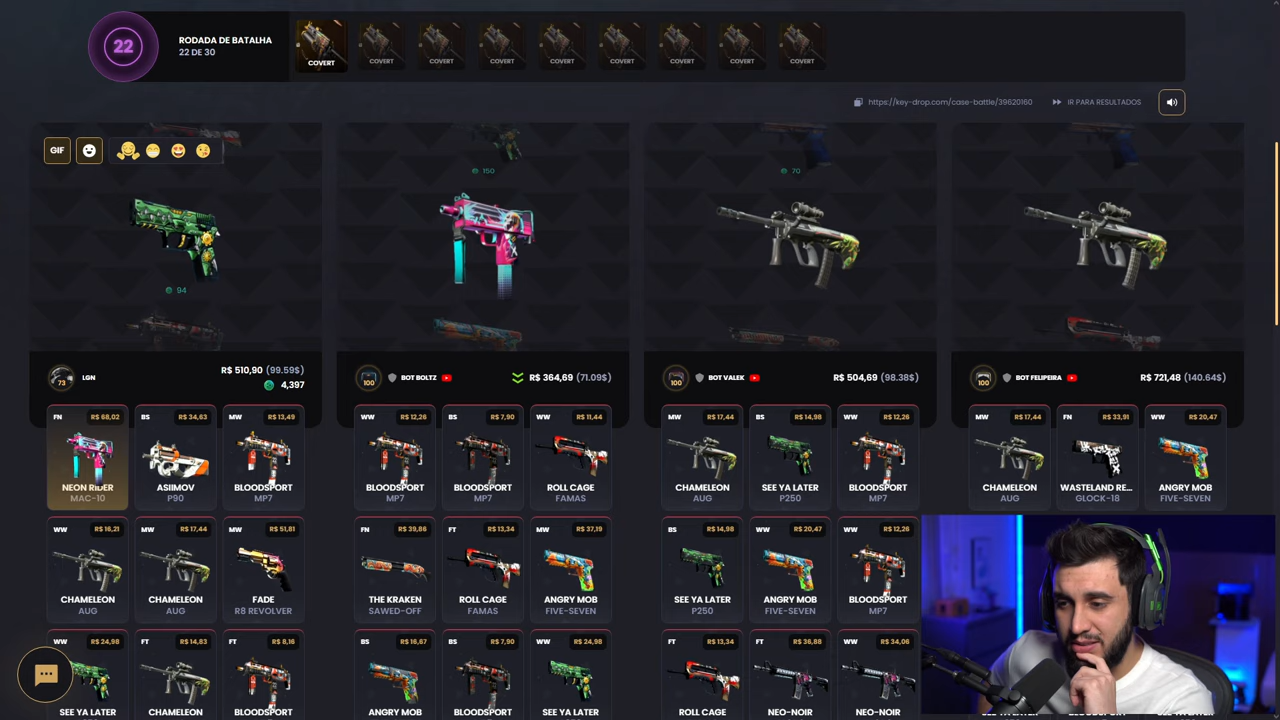 22
RODADA DE BATALHA
22 DE 30
COVERT
COVERT
COVERT
COVERT
COVERT
COVERT
COVERT
COVERT
COVERT
https://key-drop.com/case-battle/39620160
IR PARA RESULTADOS
GIF
150
70
94
73
LGN
R$ 510,90 (99.59$)
4,397
100
BOT BOLTZ
R$ 364,69 (71.09$)
100
BOT VALEK
R$ 504,69 (98.38$)
100
BOT FELIPEIRA
R$ 721,48 (140.64$)
FN R$ 68,02
NEON RIDER
MAC-10
BS R$ 34,63
ASIIMOV
P90
MW R$ 13,49
BLOODSPORT
MP7
WW R$ 12,26
BLOODSPORT
MP7
BS R$ 7,90
BLOODSPORT
MP7
WW R$ 11,44
ROLL CAGE
FAMAS
MW R$ 17,44
CHAMELEON
AUG
BS R$ 14,98
SEE YA LATER
P250
WW R$ 12,26
BLOODSPORT
MP7
MW R$ 17,44
CHAMELEON
AUG
FN R$ 33,91
WASTELAND RE...
GLOCK-18
WW R$ 20,47
ANGRY MOB
FIVE-SEVEN
WW R$ 16,21
CHAMELEON
AUG
MW R$ 17,44
CHAMELEON
AUG
MW R$ 51,81
FADE
R8 REVOLVER
FN R$ 39,86
THE KRAKEN
SAWED-OFF
FT R$ 13,34
ROLL CAGE
FAMAS
MW R$ 37,19
ANGRY MOB
FIVE-SEVEN
BS R$ 14,98
SEE YA LATER
P250
WW R$ 20,47
ANGRY MOB
FIVE-SEVEN
WW R$ 12,26
BLOODSPORT
MP7
WW R$ 24,98
SEE YA LATER
FT R$ 14,83
CHAMELEON
FT R$ 8,16
BLOODSPORT
BS R$ 16,67
ANGRY MOB
BS R$ 7,90
BLOODSPORT
WW R$ 24,98
SEE YA LATER
FT R$ 13,34
ROLL CAGE
FT R$ 36,88
NEO-NOIR
WW R$ 34,06
NEO-NOIR